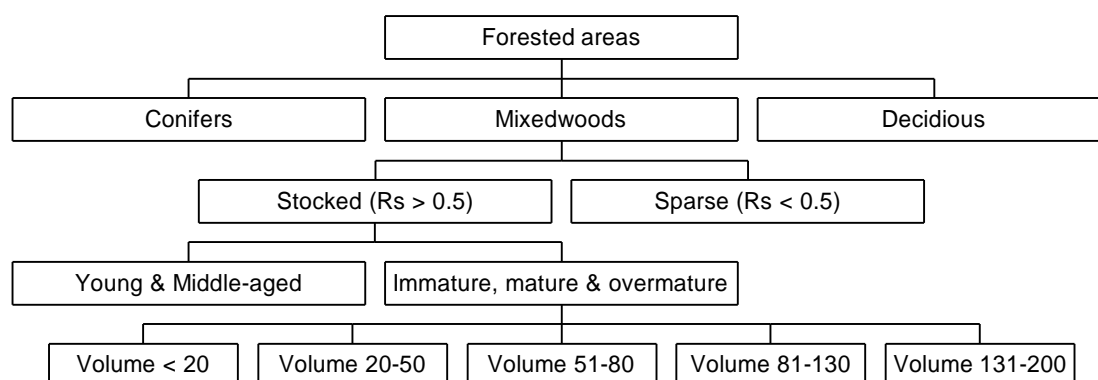 Forested areas
Conifers
Mixedwoods
Decidious
Stocked (Rs > 0.5)
Sparse (Rs < 0.5)
Young & Middle-aged
Immature, mature & overmature
Volume < 20
Volume 20-50
Volume 51-80
Volume 81-130
Volume 131-200